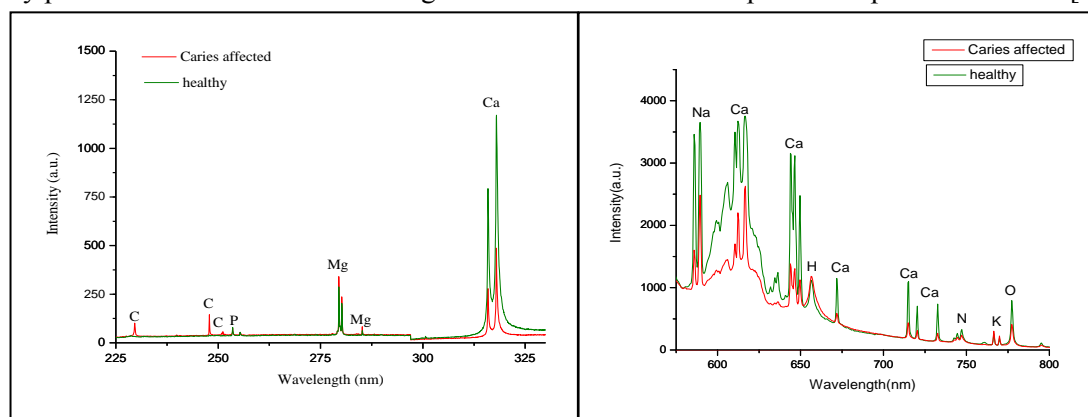 1500
1250
1000
750
500
250
0
225
250
275
300
325
Intensity (a.u.)
Wavelength (nm)
Caries affected
healthy
C
C
C
P
Mg
Mg
Ca
4000
3000
2000
1000
0
600
650
700
750
800
Intensity(a.u.)
Wavelength(nm)
Caries affected
healthy
Na
Ca
Ca
H
Ca
Ca
Ca
N
K
O